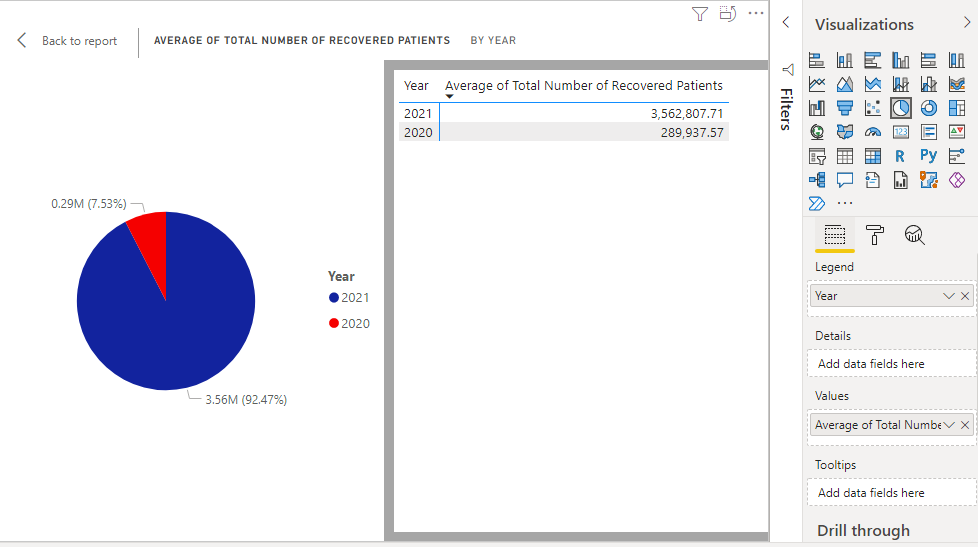 Back to report
AVERAGE OF TOTAL NUMBER OF RECOVERED PATIENTS BY YEAR
Year Average of Total Number of Recovered Patients
2021 3,562,807.71
2020 289,937.57
0.29M (7.53%)
3.56M (92.47%)
Year
2021
2020
Filters
Visualizations
123
R Py
...
Legend
Year
Details
Add data fields here
Values
Average of Total Numbe
Tooltips
Add data fields here
Drill through